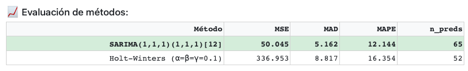 📈 Evaluación de métodos:
Método MSE MAD MAPE n_preds
SARIMA(1,1,1)(1,1,1)[12] 50.045 5.162 12.144 65
Holt-Winters (α=β=γ=0.1) 336.953 8.817 16.354 52